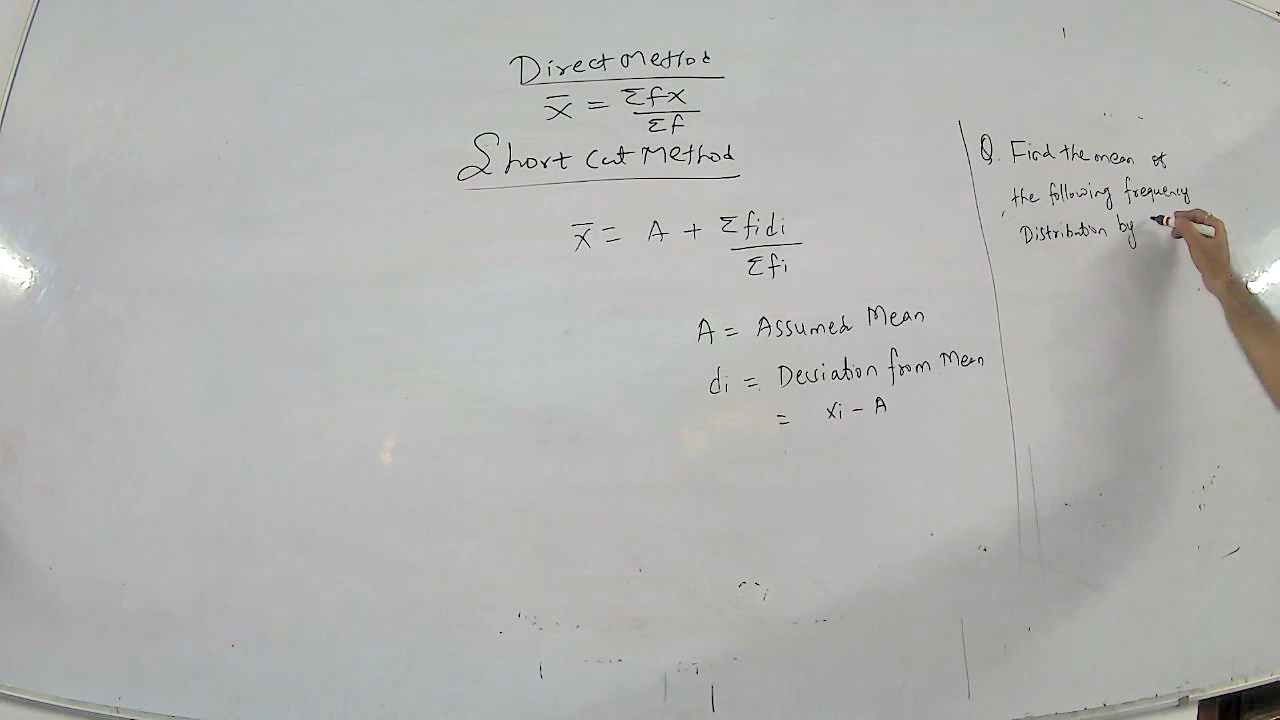 Direct Method
x̄ = Σfx / Σf
Short Cut Method
x̄ = A + Σfidi / Σfi
A = Assumed Mean
di = Deviation from Mean
= xi - A
Q. Find the mean of
the following frequency
Distribution by